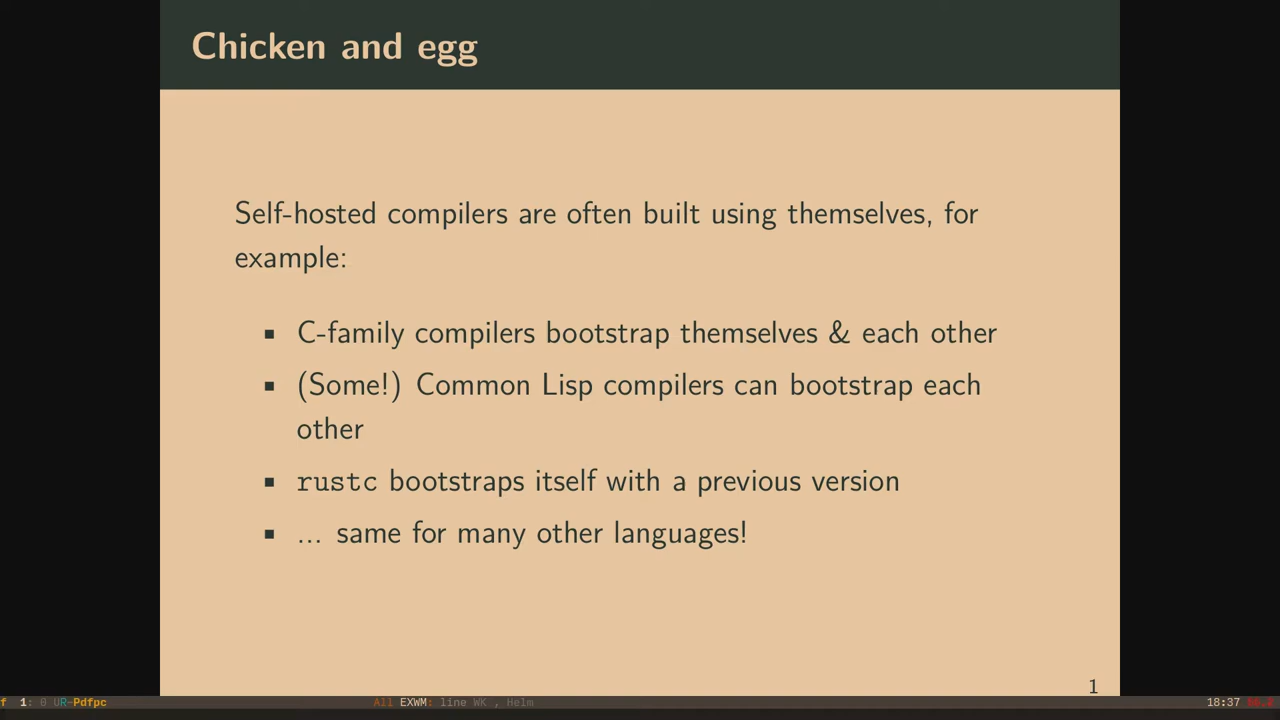 Chicken and egg
Self-hosted compilers are often built using themselves, for
example:
▪ C-family compilers bootstrap themselves & each other
▪ (Some!) Common Lisp compilers can bootstrap each
other
▪ rustc bootstraps itself with a previous version
▪ ... same for many other languages!
1
f 1: 0 UR-Pdfpc All EXWM: line WK , Helm 18:37